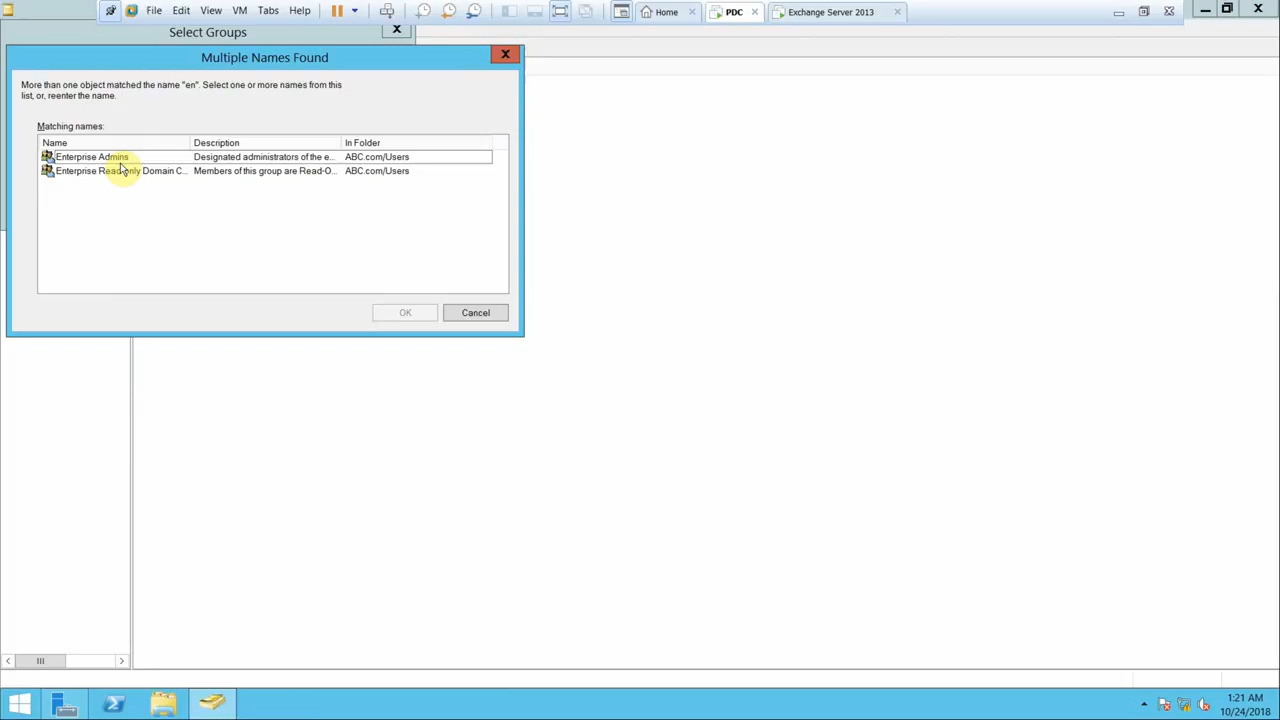 File Edit View VM Tabs Help
Home
PDC
Exchange Server 2013
Select Groups
Multiple Names Found
More than one object matched the name "en". Select one or more names from this
list, or, reenter the name.
Matching names:
Name Description In Folder
Enterprise Admins Designated administrators of the e... ABC.com/Users
Enterprise Read-only Domain C... Members of this group are Read-O... ABC.com/Users
OK Cancel
1:21 AM
10/24/2018